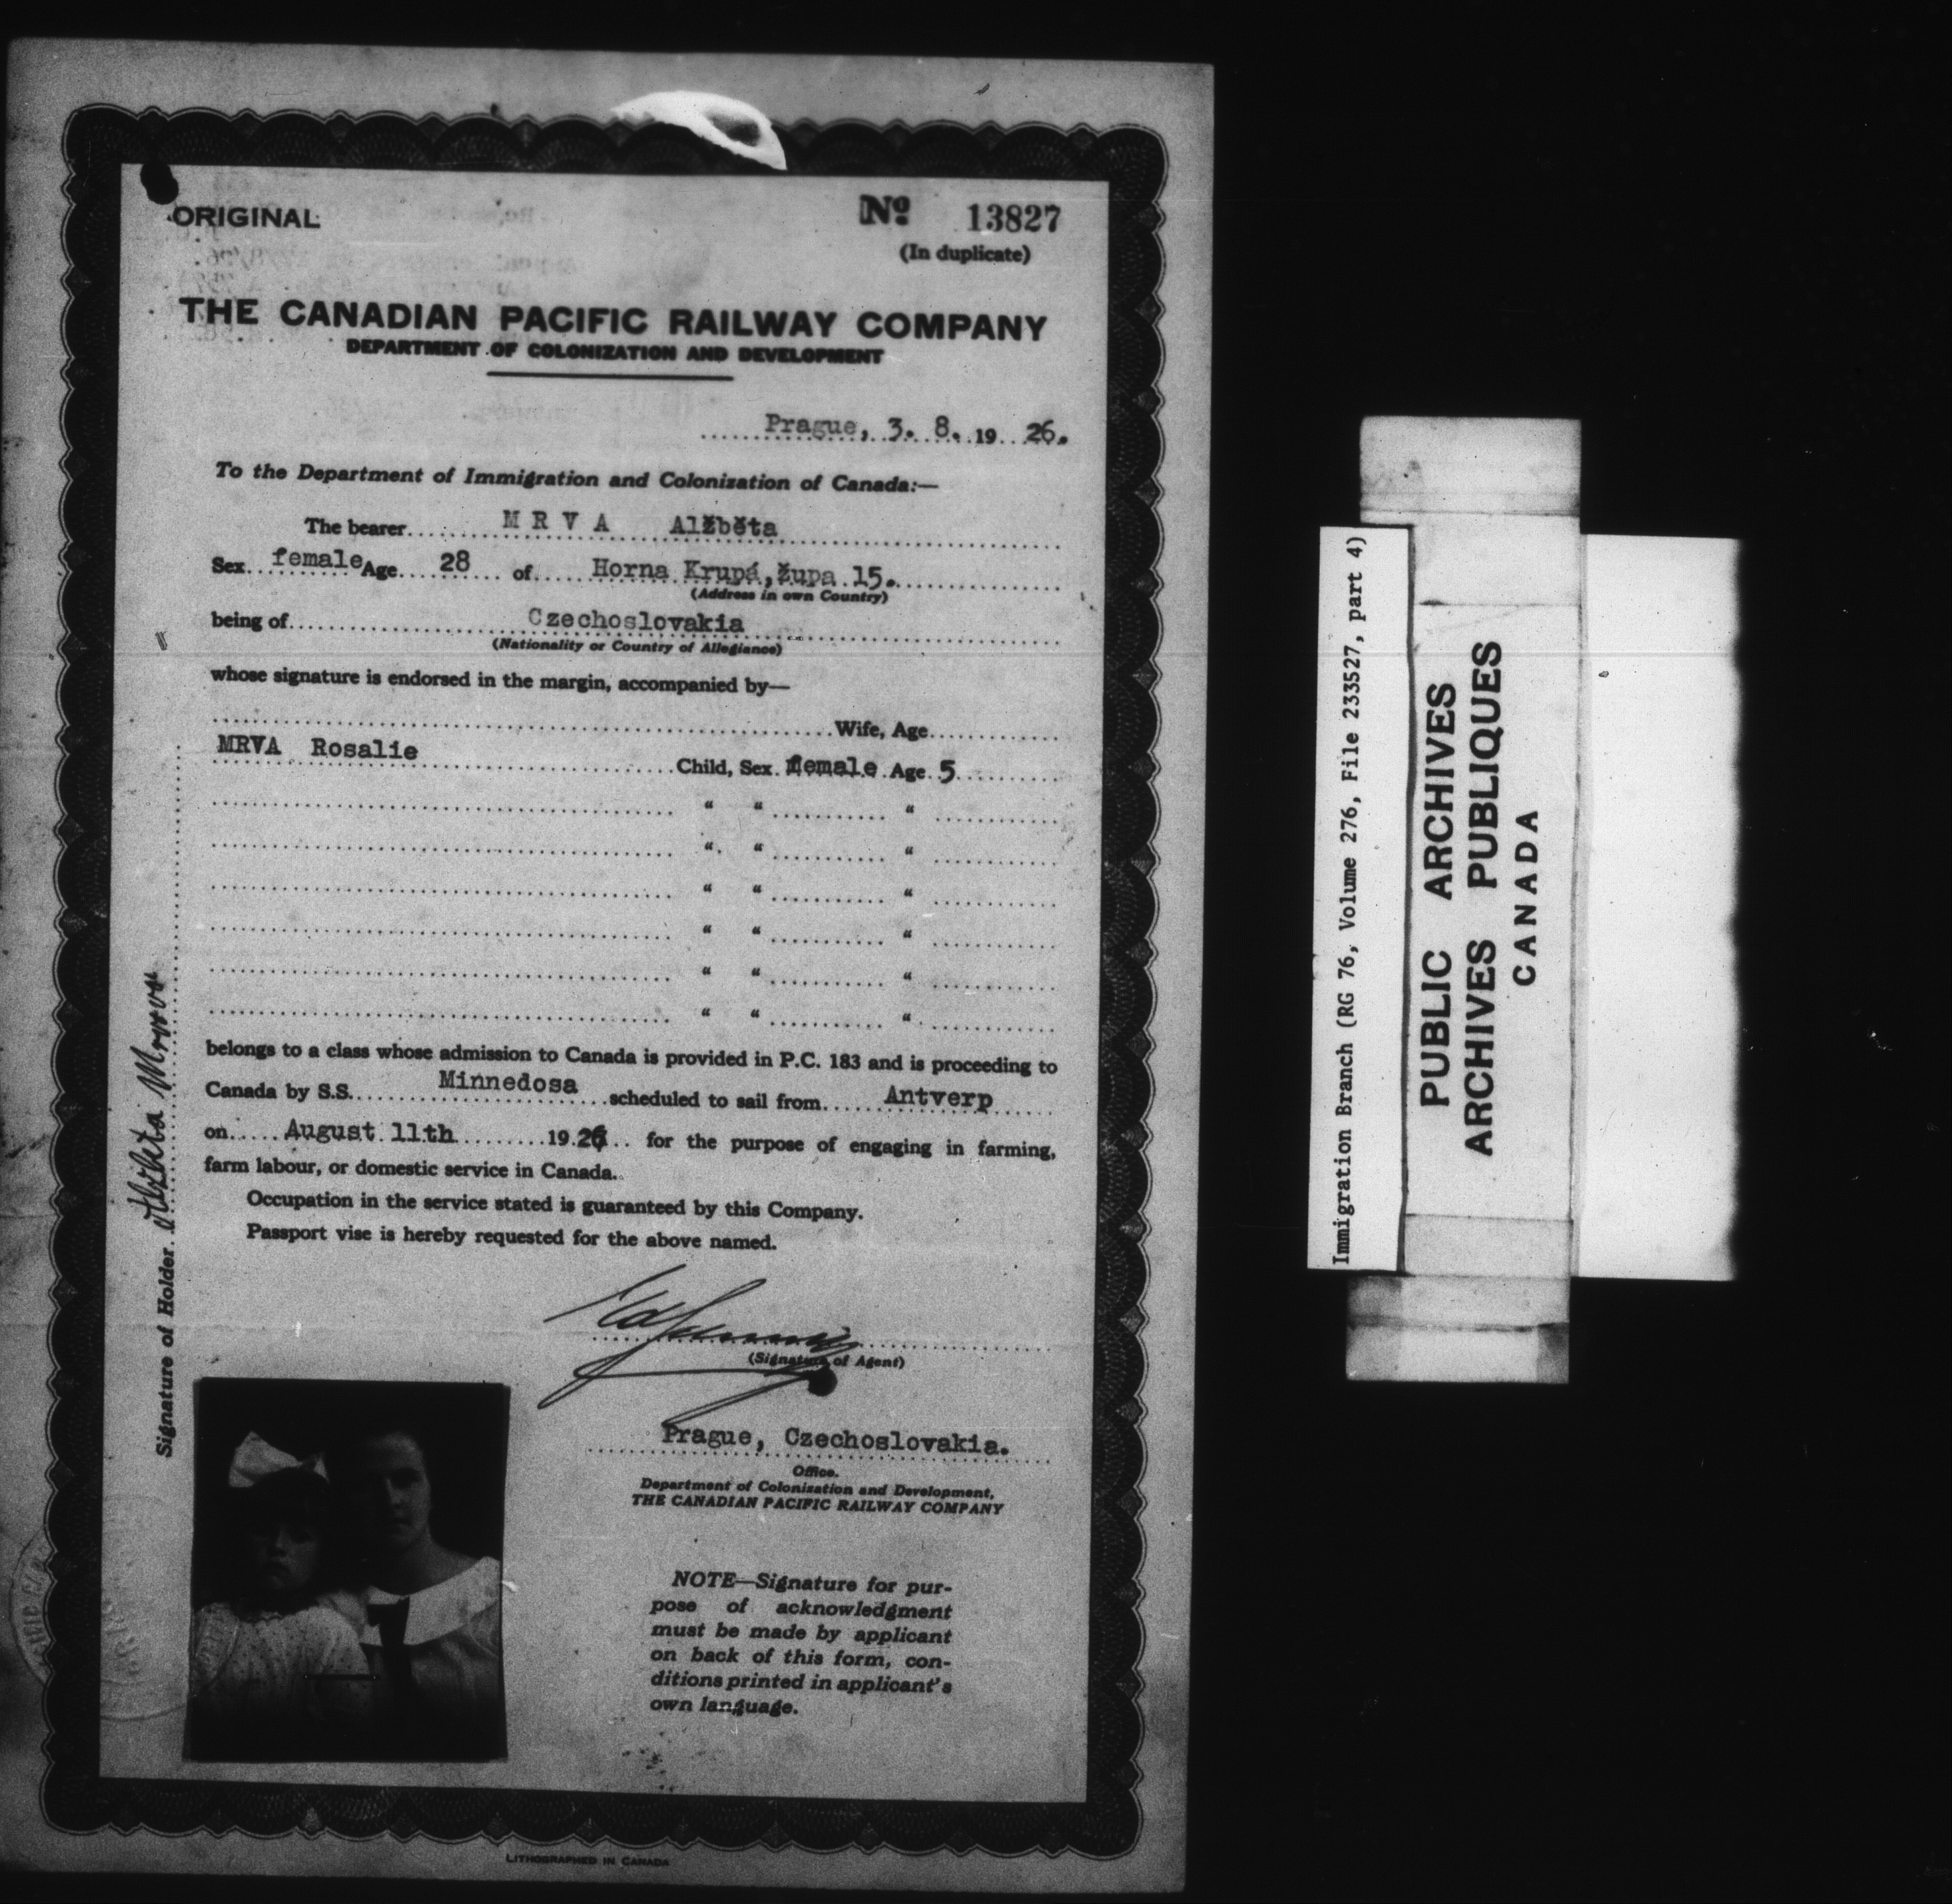 ORIGINAL
No 13827
(In duplicate)
THE CANADIAN PACIFIC RAILWAY COMPANY
DEPARTMENT OF COLONIZATION AND DEVELOPMENT
Prague, 3. 8. 19 26.
To the Department of Immigration and Colonization of Canada:—
The bearer MRVA Alžběta
Sex female Age 28 of Horna Krupá, župa 15.
(Address in own Country)
being of Czechoslovakia
(Nationality or Country of Allegiance)
whose signature is endorsed in the margin, accompanied by—
Wife, Age
MRVA Rosalie Child, Sex female Age 5
" " "
" " "
" " "
" " "
" " "
" " "
belongs to a class whose admission to Canada is provided in P.C. 183 and is proceeding to
Canada by S.S. Minnedosa scheduled to sail from Antverp
on August 11th 1926 for the purpose of engaging in farming,
farm labour, or domestic service in Canada.
Occupation in the service stated is guaranteed by this Company.
Passport vise is hereby requested for the above named.
(Signature of Agent)
Prague, Czechoslovakia.
Office.
Department of Colonization and Development,
THE CANADIAN PACIFIC RAILWAY COMPANY
NOTE—Signature for pur-
pose of acknowledgment
must be made by applicant
on back of this form, con-
ditions printed in applicant's
own language.
Signature of Holder. Alžběta Mrva
LITHOGRAPHED IN CANADA
Immigration Branch (RG 76, Volume 276, File 233527, part 4)
PUBLIC ARCHIVES
ARCHIVES PUBLIQUES
CANADA